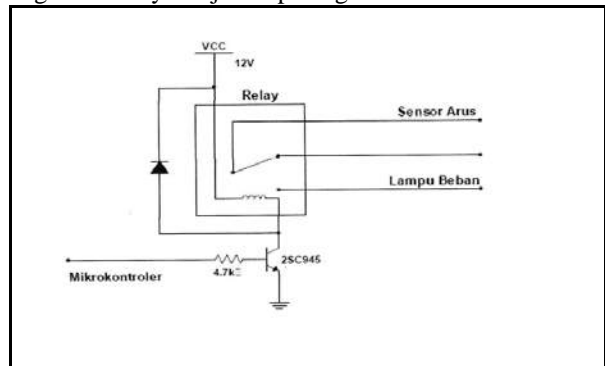 VCC
12V
Relay
Sensor Arus
Lampu Beban
2SC945
4.7k
Mikrokontroler